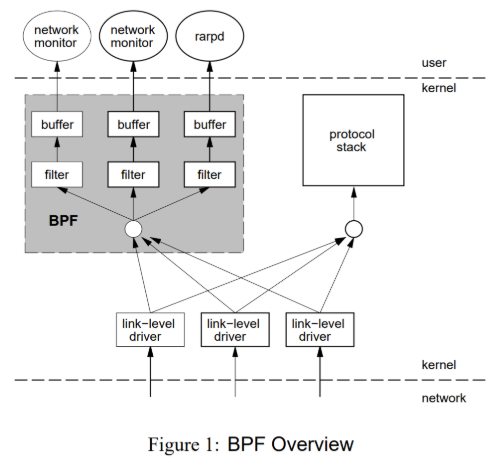 network
monitor
network
monitor
rarpd
user
kernel
buffer
buffer
buffer
protocol
stack
filter
filter
filter
BPF
link-level
driver
link-level
driver
link-level
driver
kernel
network
Figure 1: BPF Overview